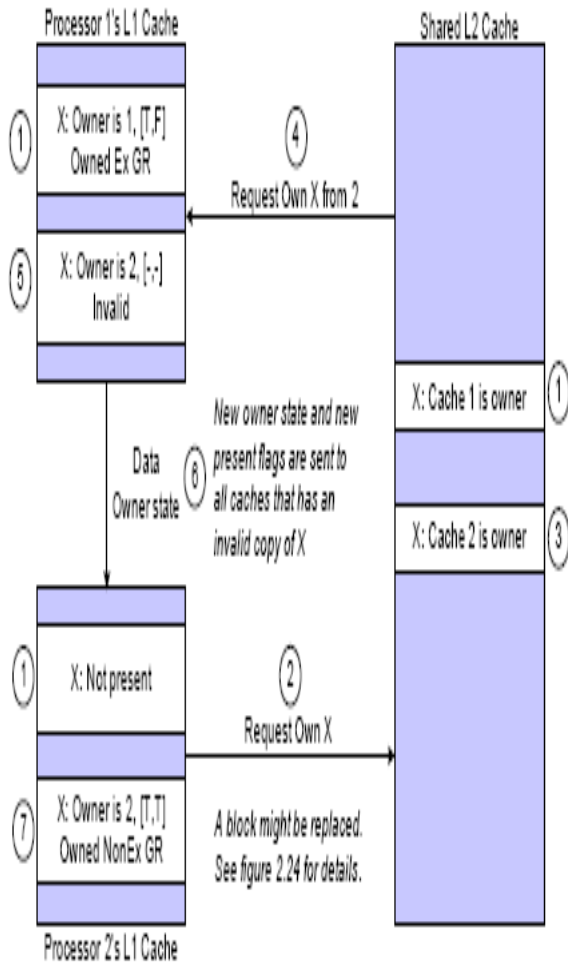 Processor 1's L1 Cache
Shared L2 Cache
1
X: Owner is 1, [T,F]
Owned Ex GR
4
Request Own X from 2
5
X: Owner is 2, [-,-]
Invalid
X: Cache 1 is owner
1
Data
Owner state
6
New owner state and new
present flags are sent to
all caches that has an
invalid copy of X
X: Cache 2 is owner
3
1
X: Not present
2
Request Own X
7
X: Owner is 2, [T,T]
Owned NonEx GR
A block might be replaced.
See figure 2.24 for details.
Processor 2's L1 Cache